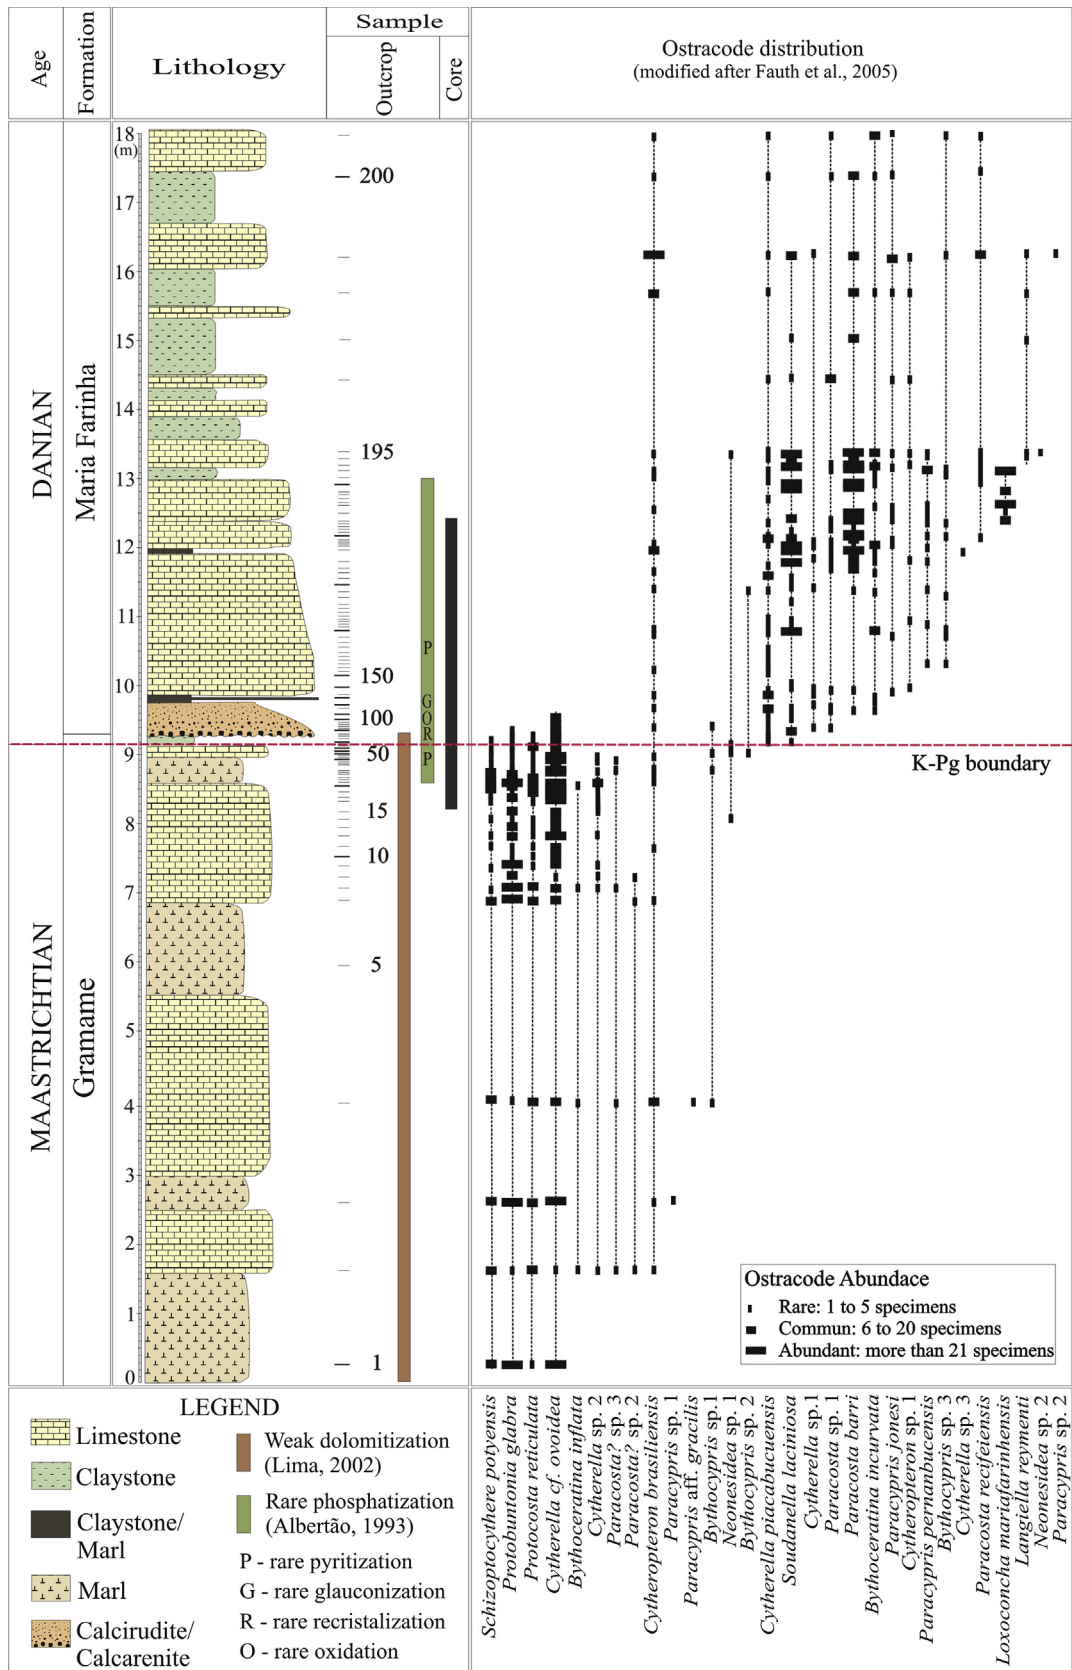 Age
Formation
Lithology
Sample
Outcrop
Core
Ostracode distribution
(modified after Fauth et al., 2005)
18
(m)
17
16
15
14
13
12
11
10
9
8
7
6
5
4
3
2
1
0
DANIAN
MAASTRICHTIAN
Maria Farinha
Gramame
200
195
150
100
50
15
10
5
1
P
G
O
R
P
K-Pg boundary
Ostracode Abundace
Rare: 1 to 5 specimens
Commun: 6 to 20 specimens
Abundant: more than 21 specimens
LEGEND
Limestone
Claystone
Claystone/
Marl
Marl
Calcirudite/
Calcarenite
Weak dolomitization
(Lima, 2002)
Rare phosphatization
(Albertão, 1993)
P - rare pyritization
G - rare glauconization
R - rare recristalization
O - rare oxidation
Schizoptocythere potyensis
Protobuntonia glabra
Protocosta reticulata
Cytherella cf. ovoidea
Bythoceratina inflata
Cytherella sp. 2
Paracosta? sp. 3
Paracosta? sp. 2
Cytheropteron brasiliensis
Paracypris sp. 1
Paracypris aff. gracilis
Bythocypris sp.1
Neonesidea sp. 1
Bythocypris sp. 2
Cytherella picabucuensis
Soudanella laciniosa
Cytherella sp.1
Paracosta sp. 1
Paracosta barri
Bythoceratina incurvata
Paracypris jonesi
Cytheropteron sp. 1
Paracypris pernanbucensis
Bythocypris sp. 3
Cytherella sp. 3
Paracosta recifeiensis
Loxoconcha mariafarinhensis
Langiella reymenti
Neonesidea sp. 2
Paracypris sp. 2